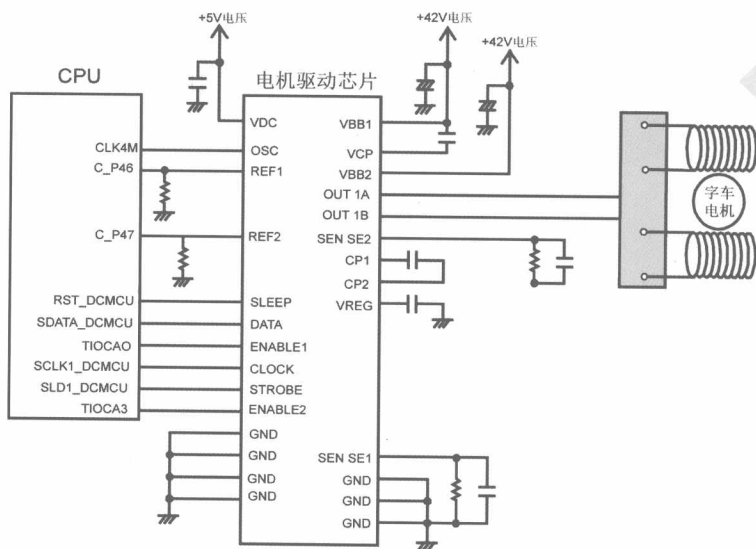 +5V电压
+42V电压
+42V电压
CPU
电机驱动芯片
VDC
VBB1
CLK4M
OSC
VCP
C_P46
REF1
VBB2
OUT 1A
OUT 1B
字车
电机
C_P47
REF2
SEN SE2
CP1
CP2
RST_DCMCU
SLEEP
VREG
SDATA_DCMCU
DATA
TIOCAO
ENABLE1
SCLK1_DCMCU
CLOCK
SLD1_DCMCU
STROBE
TIOCA3
ENABLE2
GND
GND
SEN SE1
GND
GND
GND
GND
GND